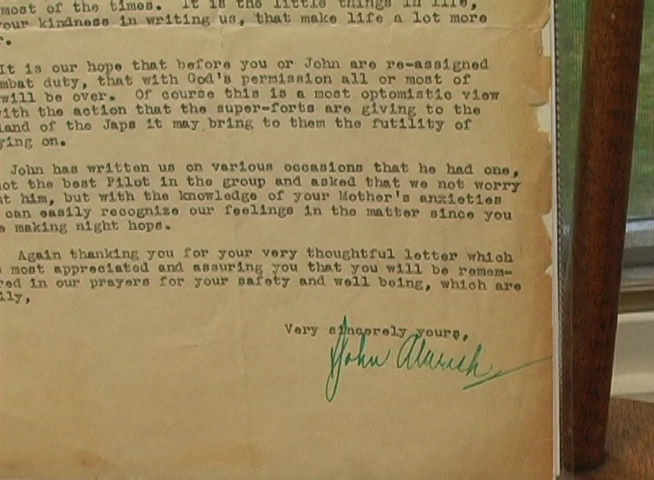 most of the times. It is the little things in life,
your kindness in writing us, that make life a lot more
r.
It is our hope that before you or John are re-assigned
mbat duty, that with God's permission all or most of
will be over. Of course this is a most optomistic view
ith the action that the super-forts are giving to the
land of the Japs it may bring to them the futility of
ying on.
John has written us on various occasions that he had one,
ot the best Pilot in the group and asked that we not worry
t him, but with the knowledge of your Mother's anxieties
can easily recognize our feelings in the matter since you
e making night hops.
Again thanking you for your very thoughtful letter which
s most appreciated and assuring you that you will be remem-
red in our prayers for your safety and well being, which are
ily,
Very sincerely yours,
John